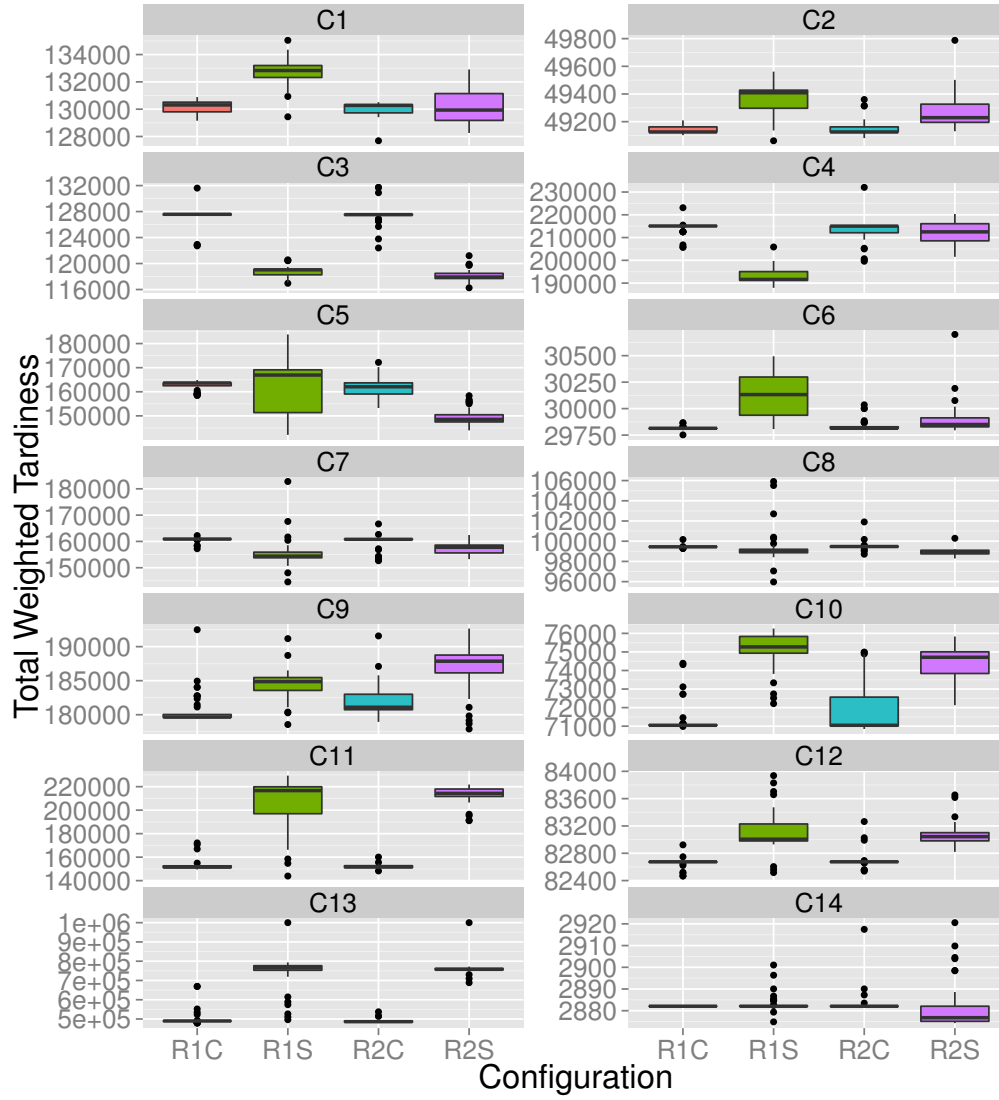 C1
134000
132000
130000
128000
C2
49800
49600
49400
49200
C3
132000
128000
124000
120000
116000
C4
230000
220000
210000
200000
190000
C5
180000
170000
160000
150000
C6
30500
30250
30000
29750
C7
180000
170000
160000
150000
C8
106000
104000
102000
100000
98000
96000
C9
190000
185000
180000
C10
76000
75000
74000
73000
72000
71000
C11
220000
200000
180000
160000
140000
C12
84000
83600
83200
82800
82400
C13
1e+06
9e+05
8e+05
7e+05
6e+05
5e+05
C14
2920
2910
2900
2890
2880
R1C R1S R2C R2S
R1C R1S R2C R2S
Configuration
Total Weighted Tardiness